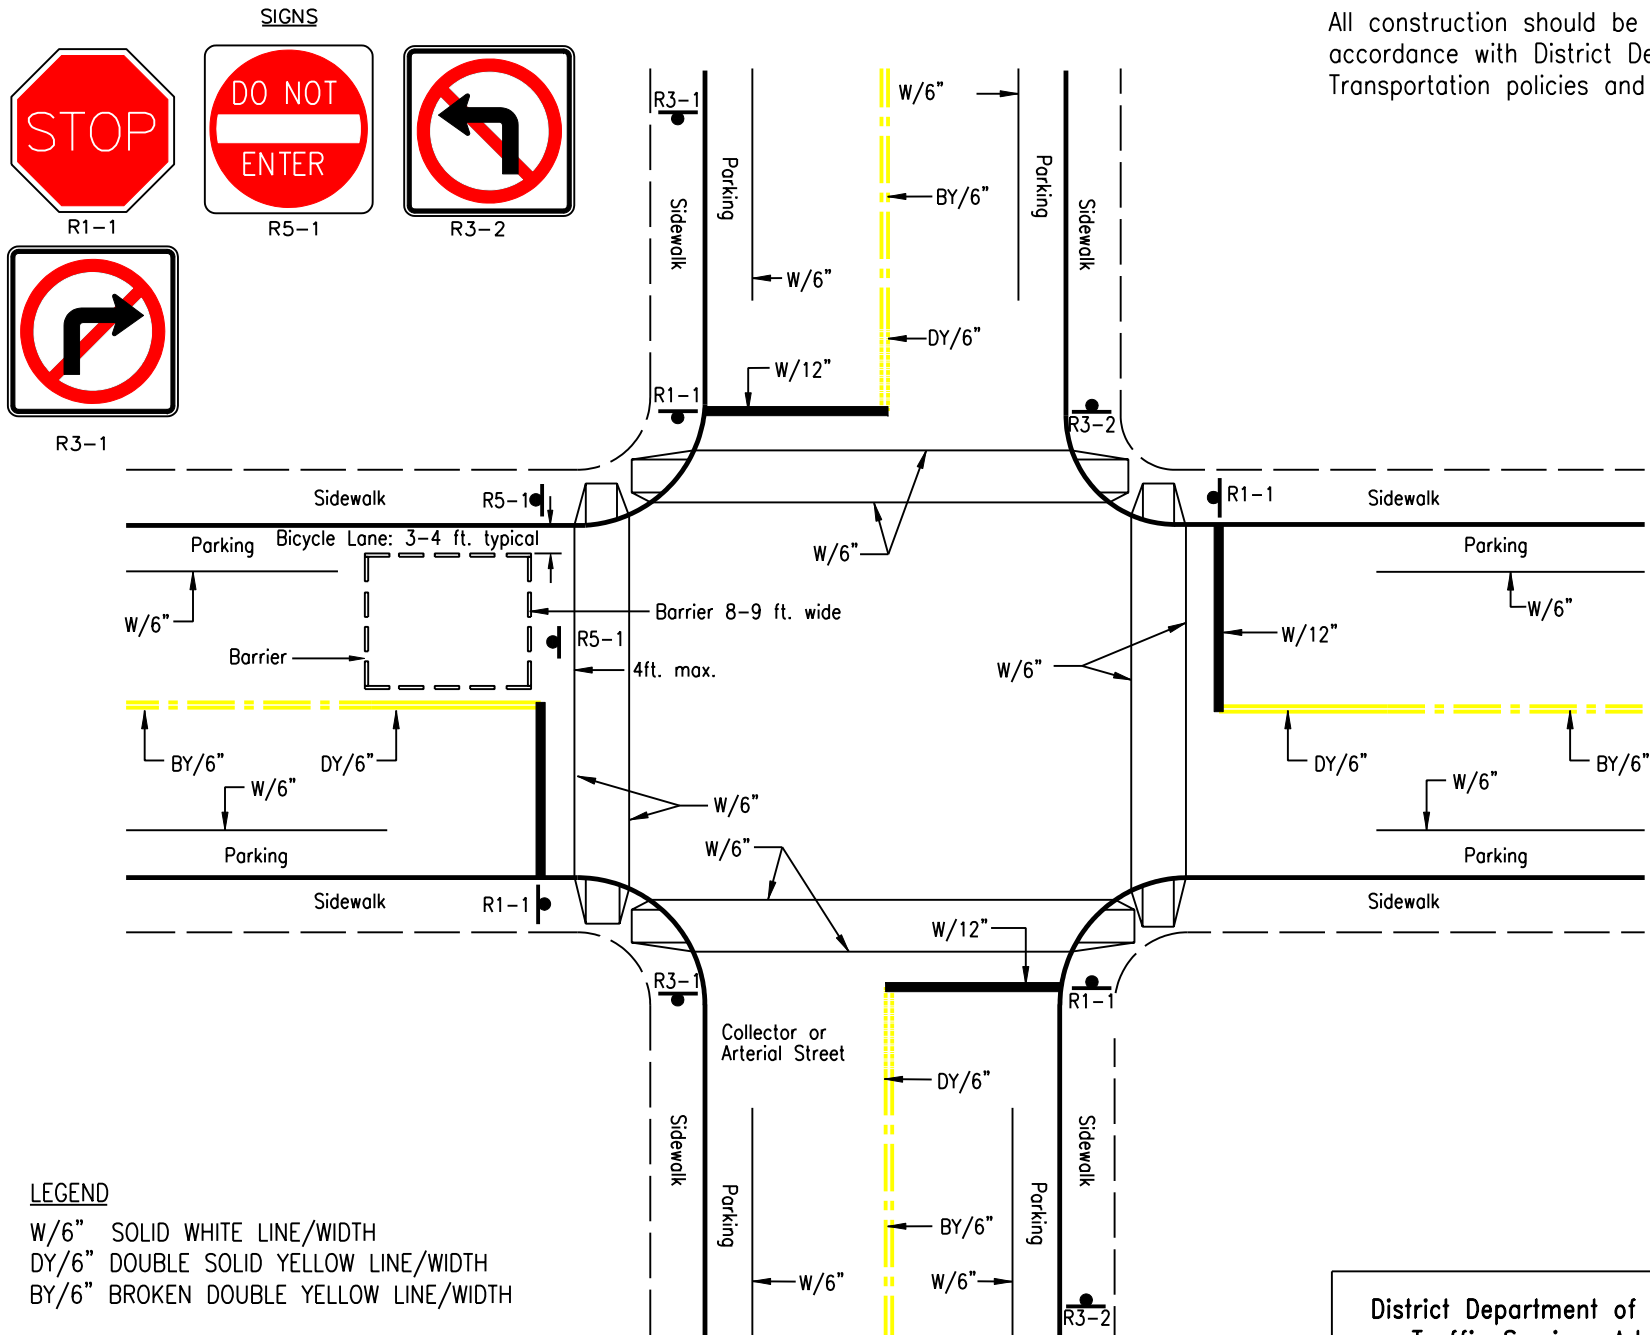 SIGNS
All construction should be
accordance with District De
Transportation policies and
STOP
R1-1
DO NOT
ENTER
R5-1
R3-2
R3-1
R3-1
W/6"
Parking
Parking
Sidewalk
Sidewalk
BY/6"
W/6"
DY/6"
W/12"
R1-1
R3-2
Sidewalk
R5-1
R1-1
Sidewalk
Parking
Bicycle Lane: 3-4 ft. typical
W/6"
Parking
W/6"
Barrier 8-9 ft. wide
W/6"
R5-1
W/12"
Barrier
4ft. max.
W/6"
BY/6"
DY/6"
DY/6"
BY/6"
W/6"
W/6"
W/6"
Parking
W/6"
Parking
Sidewalk
R1-1
Sidewalk
W/12"
R3-1
R1-1
Collector or
Arterial Street
DY/6"
Sidewalk
Sidewalk
Parking
Parking
BY/6"
W/6"
W/6"
R3-2
LEGEND
W/6" SOLID WHITE LINE/WIDTH
DY/6" DOUBLE SOLID YELLOW LINE/WIDTH
BY/6" BROKEN DOUBLE YELLOW LINE/WIDTH
District Department of